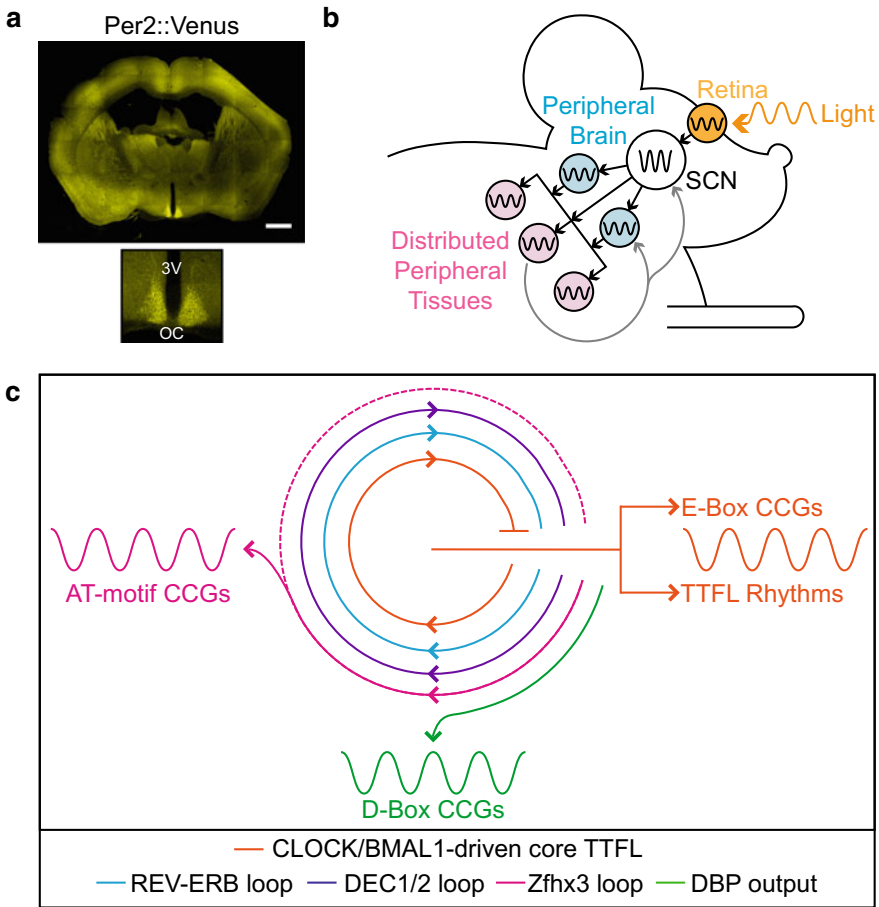 a
Per2::Venus
3V
OC
b
Retina
Light
Peripheral
Brain
SCN
Distributed
Peripheral
Tissues
c
E-Box CCGs
AT-motif CCGs
TTFL Rhythms
D-Box CCGs
CLOCK/BMAL1-driven core TTFL
REV-ERB loop
DEC1/2 loop
Zfhx3 loop
DBP output